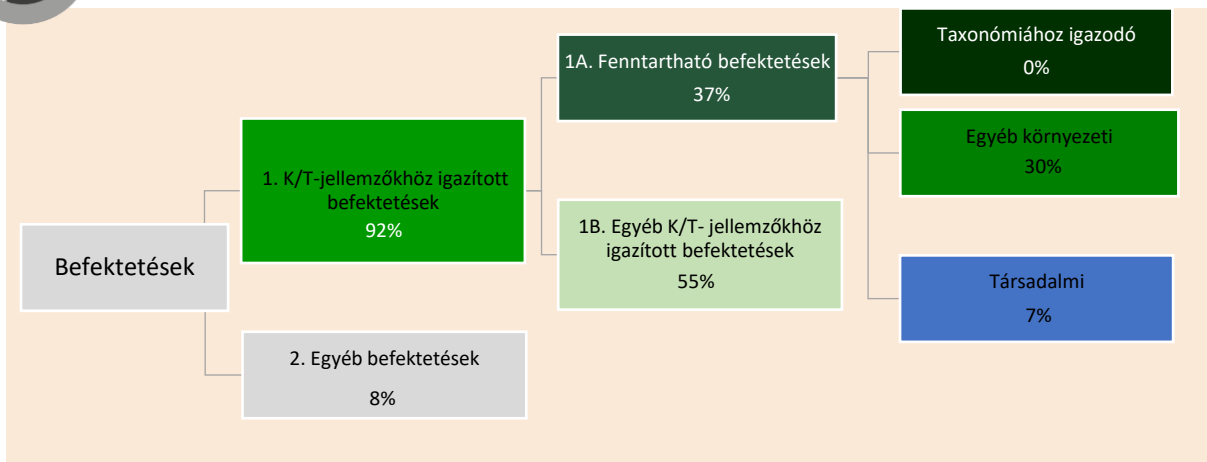 Befektetések
1. K/T-jellemzőkhöz igazított
befektetések
92%
2. Egyéb befektetések
8%
1A. Fenntartható befektetések
37%
1B. Egyéb K/T- jellemzőkhöz
igazított befektetések
55%
Taxonómiához igazodó
0%
Egyéb környezeti
30%
Társadalmi
7%